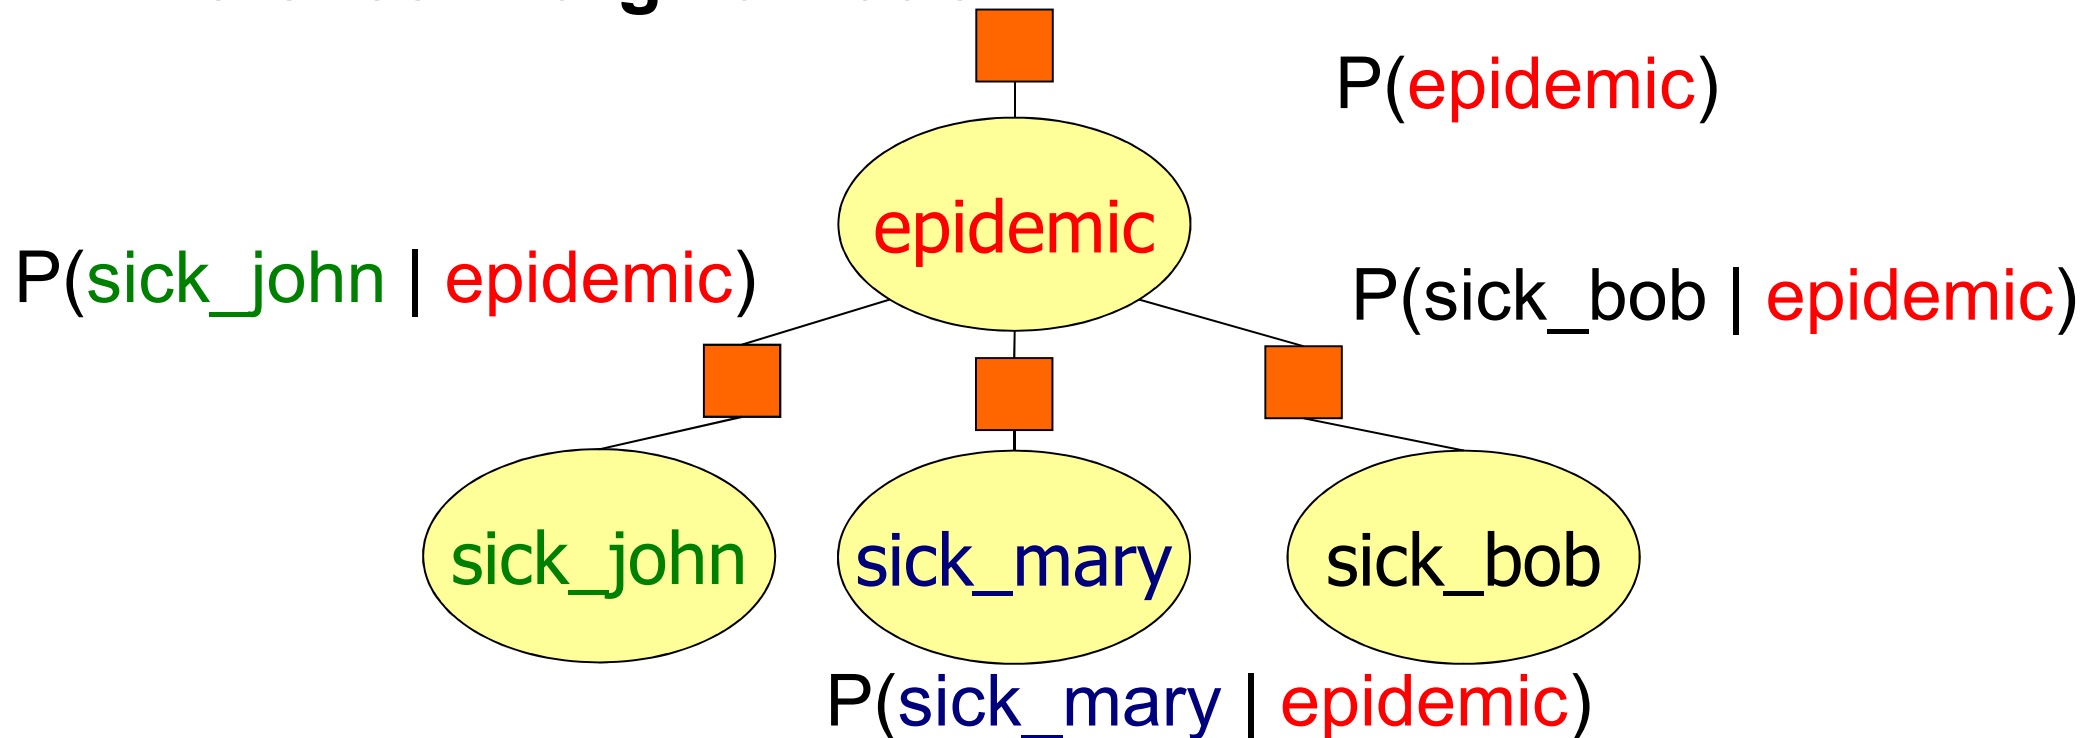 P(epidemic)
epidemic
P(sick_john | epidemic)
P(sick_bob | epidemic)
sick_john
sick_mary
sick_bob
P(sick_mary | epidemic)